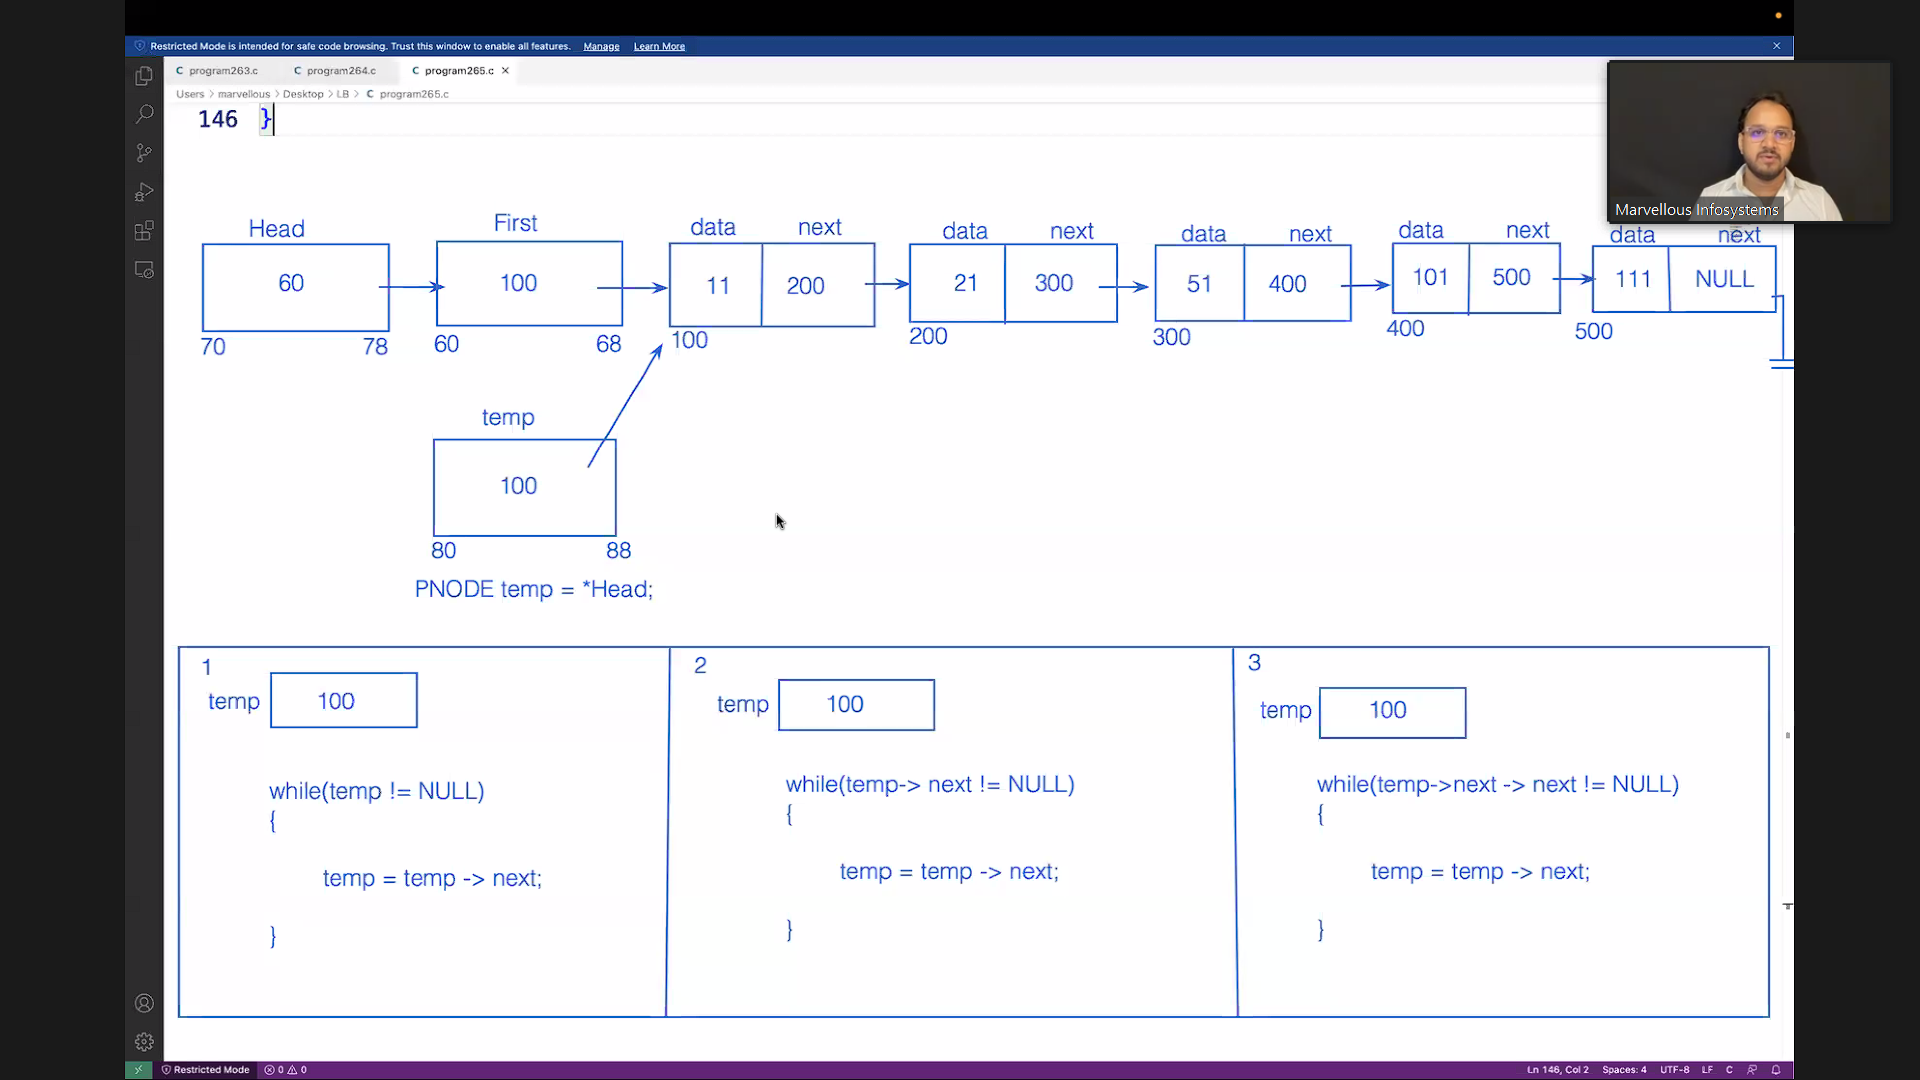 Restricted Mode is intended for safe code browsing. Trust this window to enable all features. Manage Learn More
program263.c program264.c program265.c
Users > marvellous > Desktop > LB > C program265.c
146 }
Marvellous Infosystems
Head First data next data next data next data next data next
60 100 11 200 21 300 51 400 101 500 111 NULL
70 78 60 68 100 200 300 400 500
temp
100
80 88
PNODE temp = *Head;
1
temp 100
while(temp != NULL)
{
temp = temp -> next;
}
2
temp 100
while(temp-> next != NULL)
{
temp = temp -> next;
}
3
temp 100
while(temp->next -> next != NULL)
{
temp = temp -> next;
}
Restricted Mode 0 0 Ln 146, Col 2 Spaces: 4 UTF-8 LF C